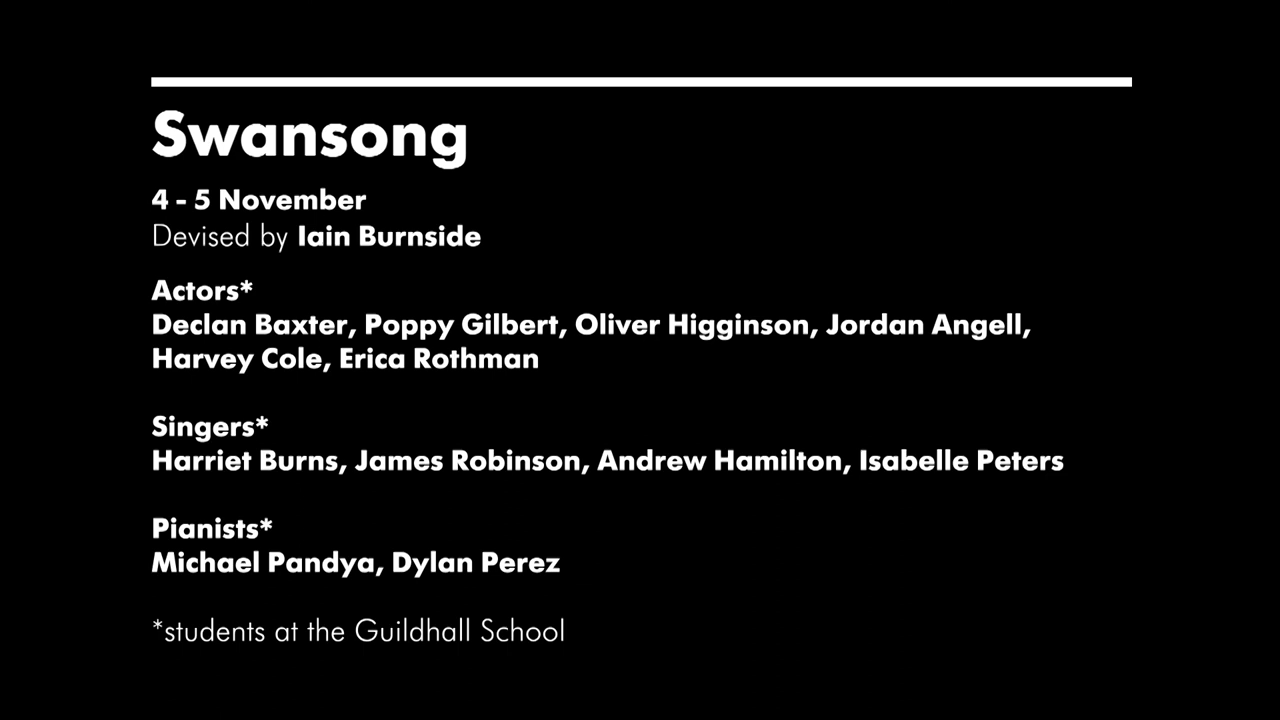 Swansong
4 - 5 November
Devised by Iain Burnside
Actors*
Declan Baxter, Poppy Gilbert, Oliver Higginson, Jordan Angell,
Harvey Cole, Erica Rothman
Singers*
Harriet Burns, James Robinson, Andrew Hamilton, Isabelle Peters
Pianists*
Michael Pandya, Dylan Perez
*students at the Guildhall School